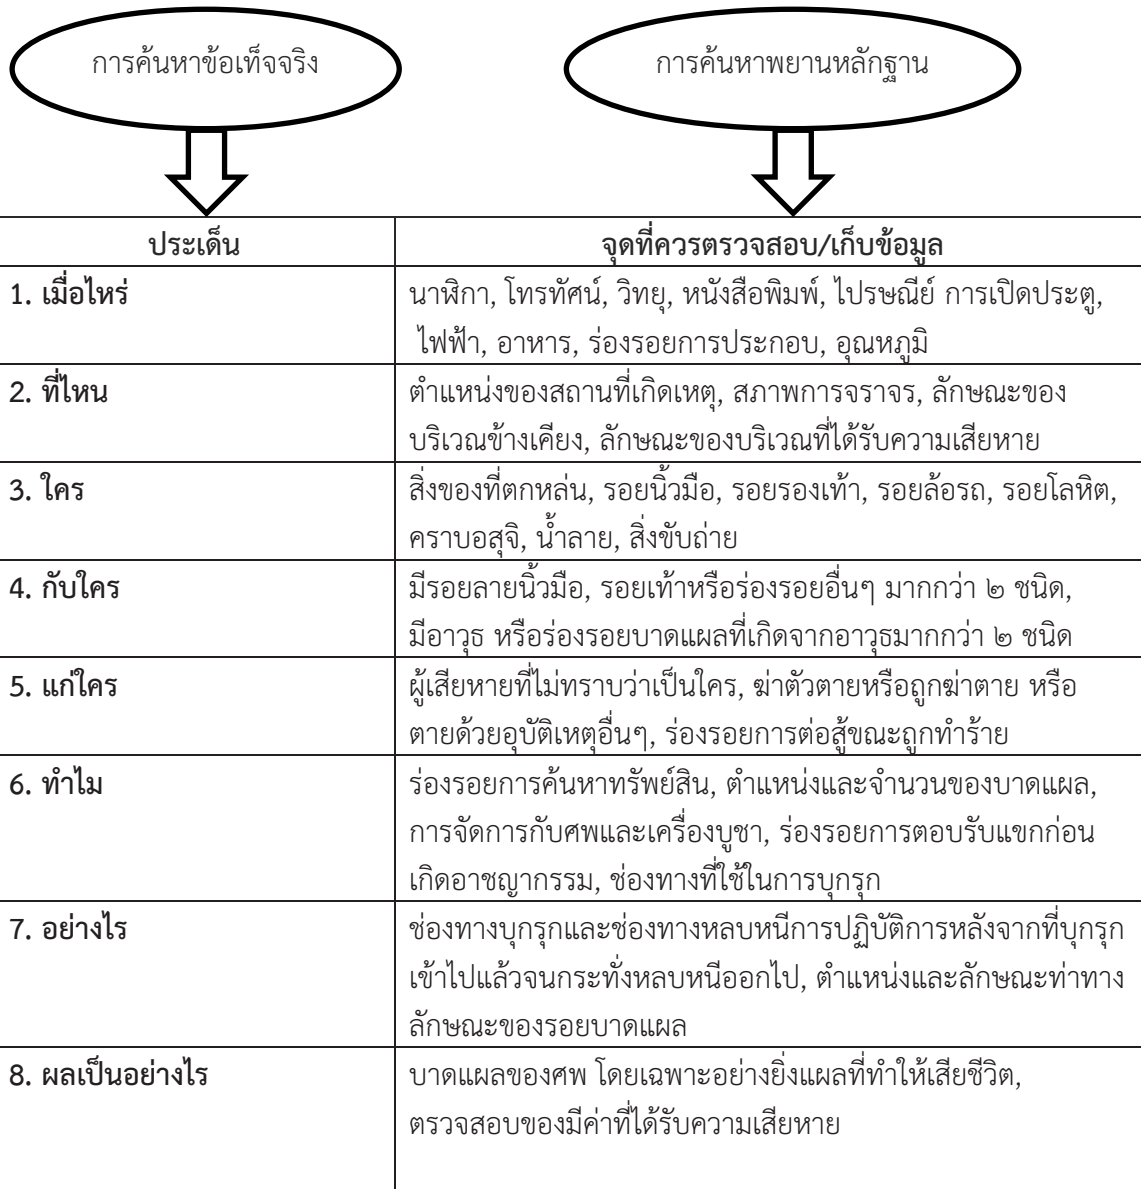 การค้นหาข้อเท็จจริง
การค้นหาพยานหลักฐาน
ประเด็น
จุดที่ควรตรวจสอบ/เก็บข้อมูล
1. เมื่อไหร่
นาฬิกา, โทรทัศน์, วิทยุ, หนังสือพิมพ์, ไปรษณีย์ การเปิดประตู,
ไฟฟ้า, อาหาร, ร่องรอยการประกอบ, อุณหภูมิ
2. ที่ไหน
ตำแหน่งของสถานที่เกิดเหตุ, สภาพการจราจร, ลักษณะของ
บริเวณข้างเคียง, ลักษณะของบริเวณที่ได้รับความเสียหาย
3. ใคร
สิ่งของที่ตกหล่น, รอยนิ้วมือ, รอยรองเท้า, รอยล้อรถ, รอยโลหิต,
คราบอสุจิ, น้ำลาย, สิ่งขับถ่าย
4. กับใคร
มีรอยลายนิ้วมือ, รอยเท้าหรือร่องรอยอื่นๆ มากกว่า ๒ ชนิด,
มีอาวุธ หรือร่องรอยบาดแผลที่เกิดจากอาวุธมากกว่า ๒ ชนิด
5. แก่ใคร
ผู้เสียหายที่ไม่ทราบว่าเป็นใคร, ฆ่าตัวตายหรือถูกฆ่าตาย หรือ
ตายด้วยอุบัติเหตุอื่นๆ, ร่องรอยการต่อสู้ขณะถูกทำร้าย
6. ทำไม
ร่องรอยการค้นหาทรัพย์สิน, ตำแหน่งและจำนวนของบาดแผล,
การจัดการกับศพและเครื่องบูชา, ร่องรอยการตอบรับแขกก่อน
เกิดอาชญากรรม, ช่องทางที่ใช้ในการบุกรุก
7. อย่างไร
ช่องทางบุกรุกและช่องทางหลบหนีการปฏิบัติการหลังจากที่บุกรุก
เข้าไปแล้วจนกระทั่งหลบหนีออกไป, ตำแหน่งและลักษณะท่าทาง
ลักษณะของรอยบาดแผล
8. ผลเป็นอย่างไร
บาดแผลของศพ โดยเฉพาะอย่างยิ่งแผลที่ทำให้เสียชีวิต,
ตรวจสอบของมีค่าที่ได้รับความเสียหาย